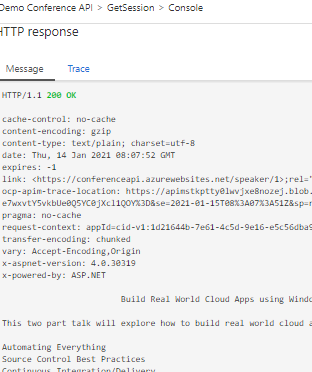 Demo Conference API > GetSession > Console
HTTP response
Message Trace
HTTP/1.1 200 OK
cache-control: no-cache
content-encoding: gzip
content-type: text/plain; charset=utf-8
date: Thu, 14 Jan 2021 08:07:52 GMT
expires: -1
link: <https://conferenceapi.azurewebsites.net/speaker/1>;rel="
ocp-apim-trace-location: https://apimstkptty0lwvjxe8nozej.blob.
e7wxvtY5vkbUe0Q5YC0jXcl1QOY%3D&se=2021-01-15T08%3A07%3A51Z&sp=r
pragma: no-cache
request-context: appId=cid-v1:1d21644b-7e61-4c5d-9e16-e5c56dba9
transfer-encoding: chunked
vary: Accept-Encoding,Origin
x-aspnet-version: 4.0.30319
x-powered-by: ASP.NET
Build Real World Cloud Apps using Windo
This two part talk will explore how to build real world cloud a
Automating Everything
Source Control Best Practices
Continuous Integration/Delivery